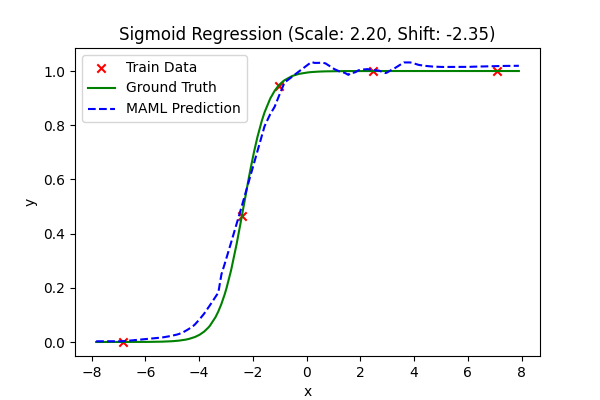 Sigmoid Regression (Scale: 2.20, Shift: -2.35)
Train Data
Ground Truth
MAML Prediction
1.0
0.8
0.6
0.4
0.2
0.0
y
−8 −6 −4 −2 0 2 4 6 8
x